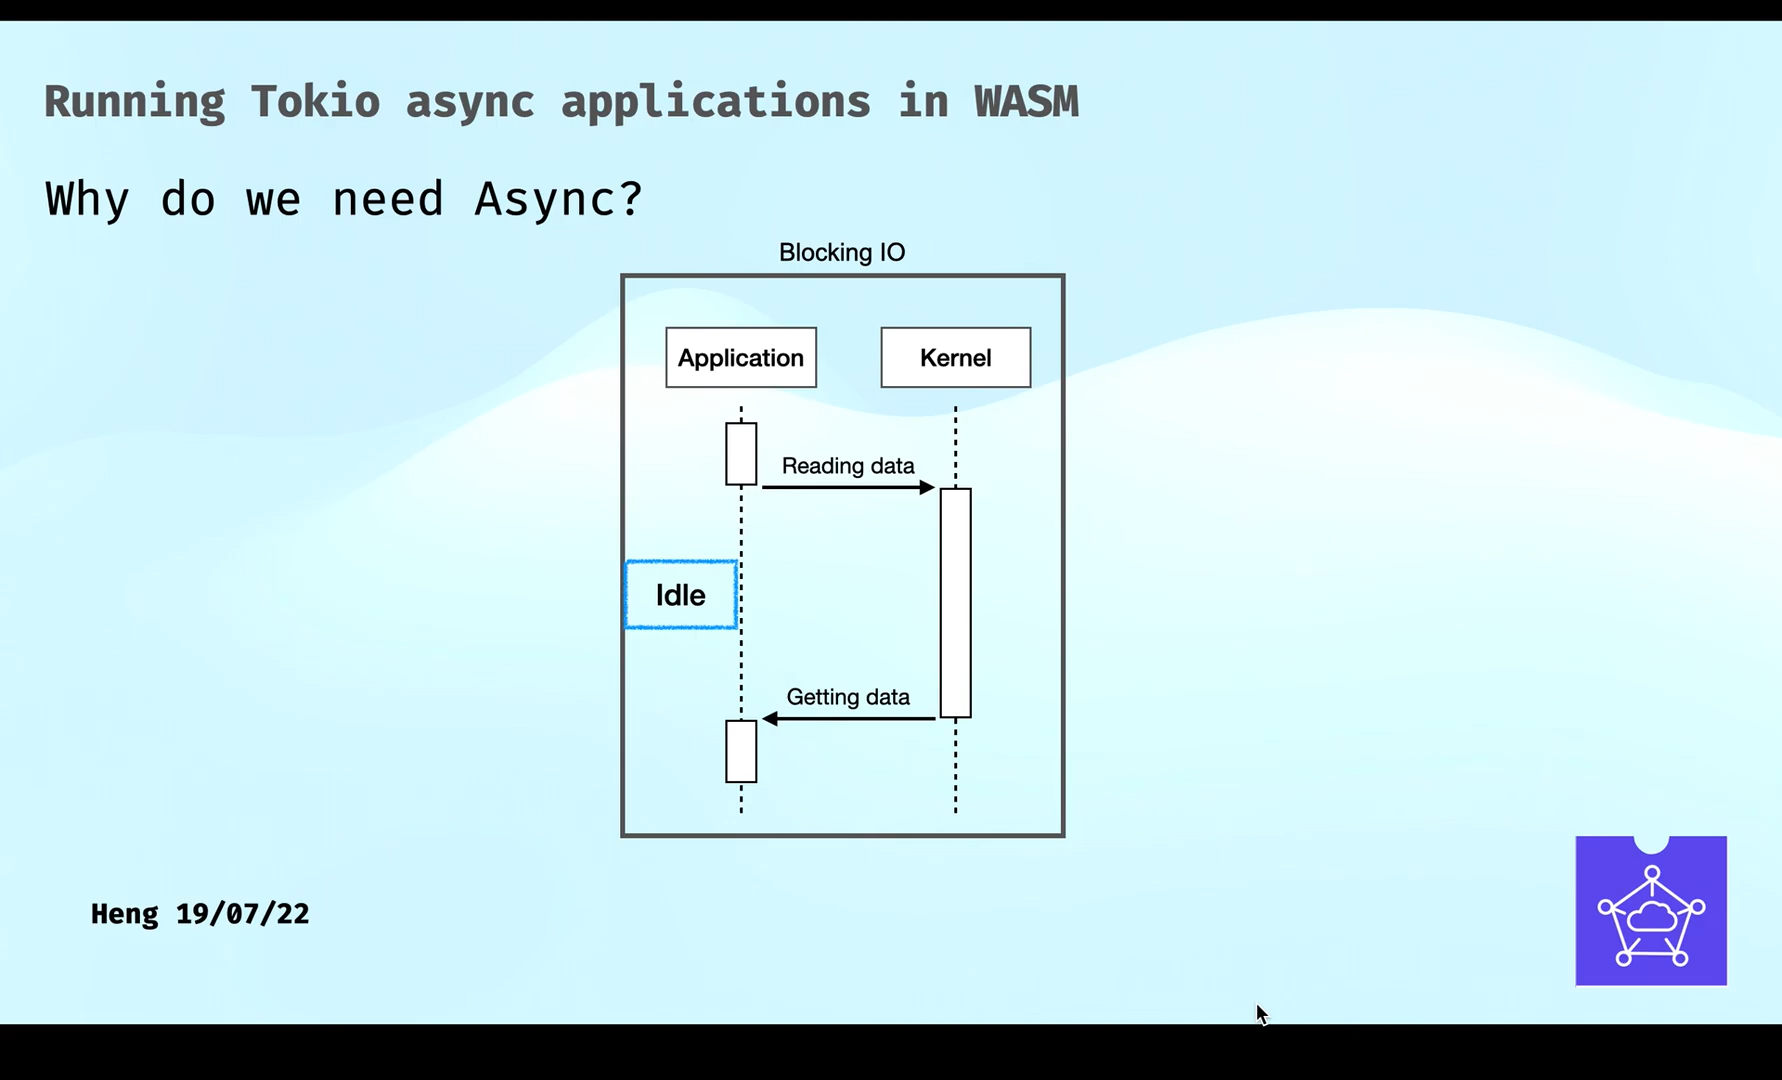 Running Tokio async applications in WASM
Why do we need Async?
Blocking IO
Application
Kernel
Reading data
Idle
Getting data
Heng 19/07/22